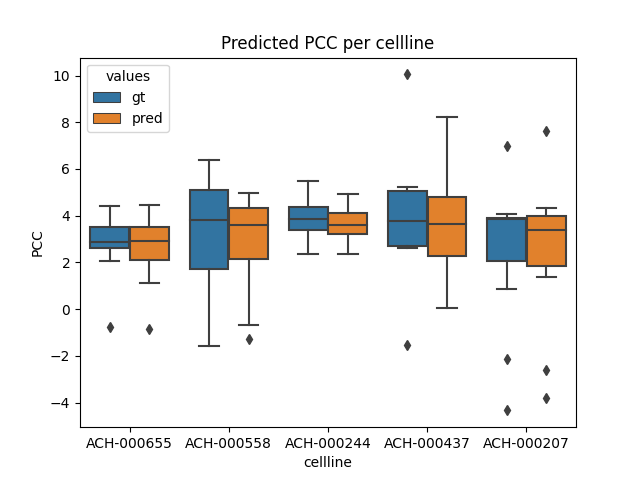 Predicted PCC per cellline
values
gt
pred
10
8
6
4
2
0
−2
−4
PCC
ACH-000655 ACH-000558 ACH-000244 ACH-000437 ACH-000207
cellline